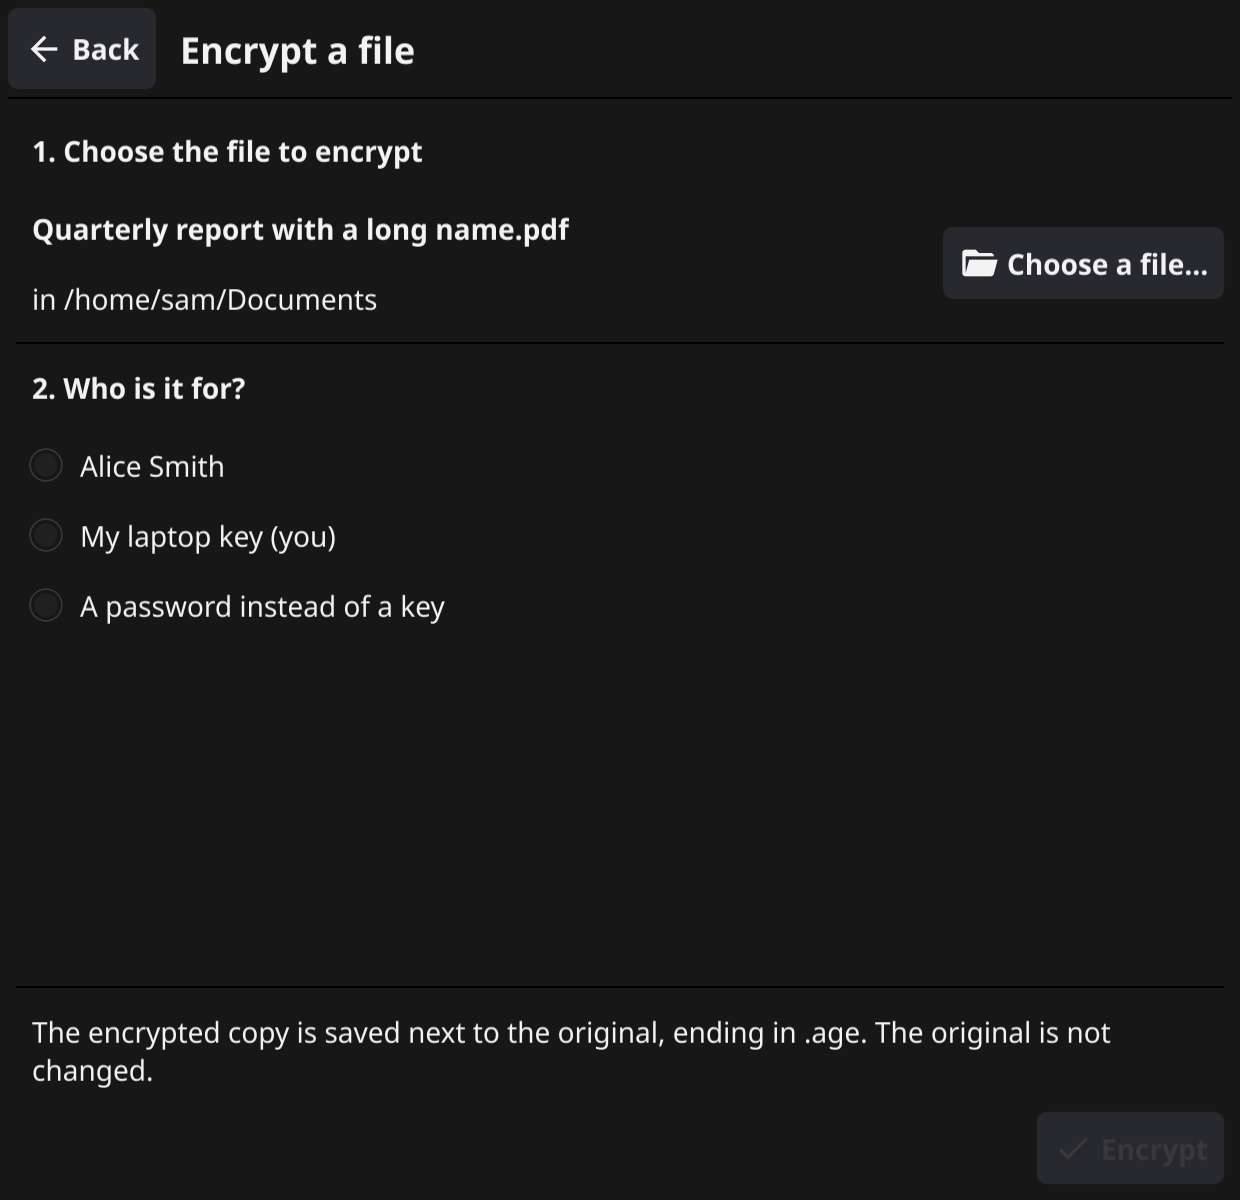 Back
Encrypt a file
1. Choose the file to encrypt
Quarterly report with a long name.pdf
Choose a file...
in /home/sam/Documents
2. Who is it for?
Alice Smith
My laptop key (you)
A password instead of a key
The encrypted copy is saved next to the original, ending in .age. The original is not
changed.
Encrypt